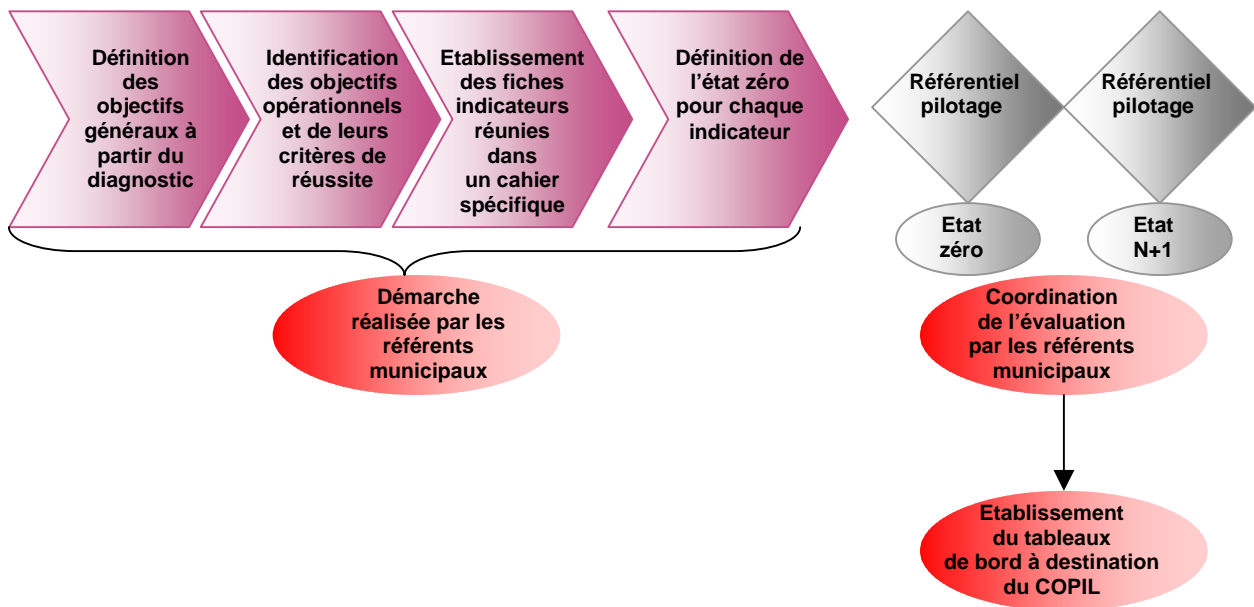 Définition
des
objectifs
généraux à
partir du
diagnostic
Identification
des objectifs
opérationnels
et de leurs
critères de
réussite
Etablissement
des fiches
indicateurs
réunies
dans
un cahier
spécifique
Définition de
l’état zéro
pour chaque
indicateur
Référentiel
pilotage
Référentiel
pilotage
Etat
zéro
Etat
N+1
Démarche
réalisée par les
référents
municipaux
Coordination
de l’évaluation
par les référents
municipaux
Etablissement
du tableaux
de bord à destination
du COPIL